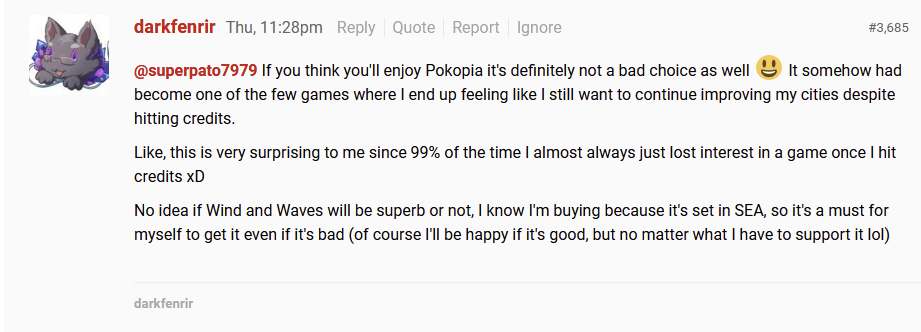 darkfenrir Thu, 11:28pm Reply Quote Report Ignore #3,685
@superpato7979 If you think you'll enjoy Pokopia it's definitely not a bad choice as well 😃 It somehow had
become one of the few games where I end up feeling like I still want to continue improving my cities despite
hitting credits.
Like, this is very surprising to me since 99% of the time I almost always just lost interest in a game once I hit
credits xD
No idea if Wind and Waves will be superb or not, I know I'm buying because it's set in SEA, so it's a must for
myself to get it even if it's bad (of course I'll be happy if it's good, but no matter what I have to support it lol)
darkfenrir